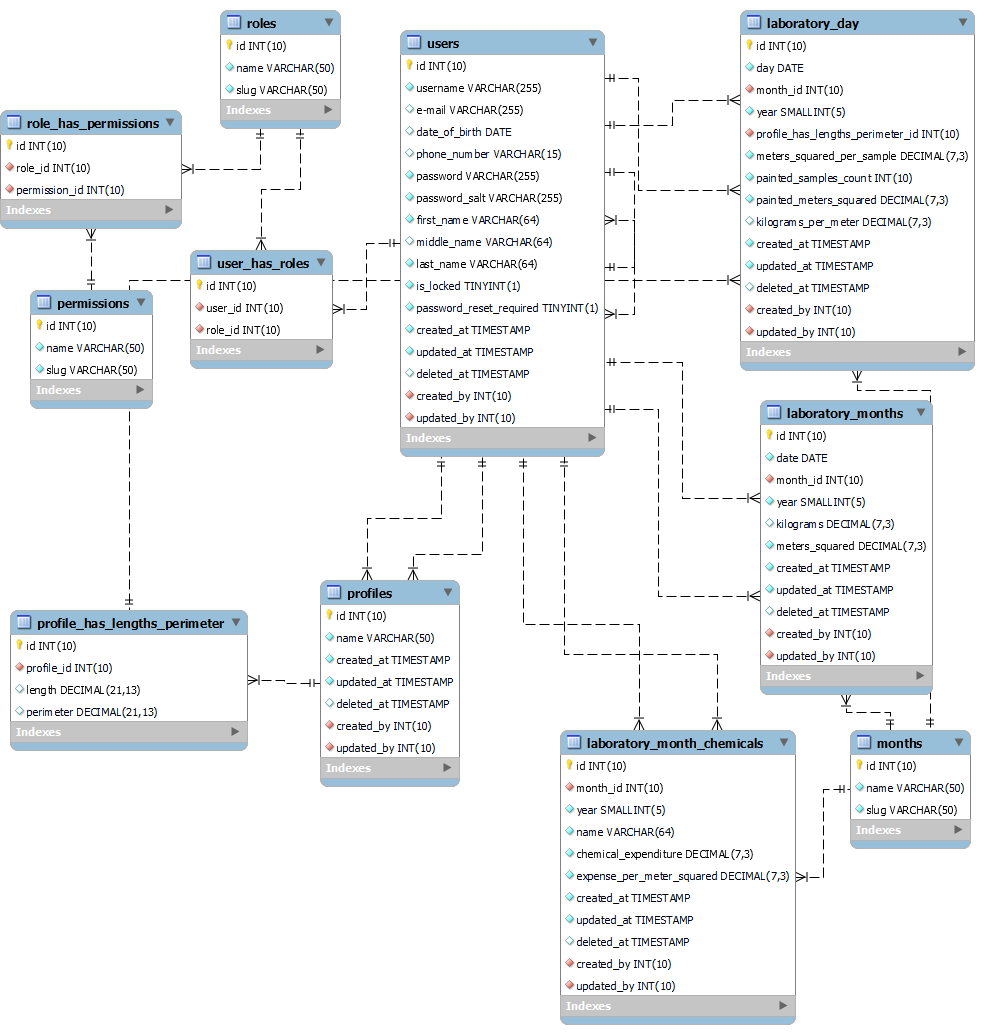 roles
id INT(10)
name VARCHAR(50)
slug VARCHAR(50)
Indexes
users
id INT(10)
username VARCHAR(255)
e-mail VARCHAR(255)
date_of_birth DATE
phone_number VARCHAR(15)
password VARCHAR(255)
password_salt VARCHAR(255)
first_name VARCHAR(64)
middle_name VARCHAR(64)
last_name VARCHAR(64)
is_locked TINYINT(1)
password_reset_required TINYINT(1)
created_at TIMESTAMP
updated_at TIMESTAMP
deleted_at TIMESTAMP
created_by INT(10)
updated_by INT(10)
Indexes
laboratory_day
id INT(10)
day DATE
month_id INT(10)
year SMALLINT(5)
profile_has_lengths_perimeter_id INT(10)
meters_squared_per_sample DECIMAL(7,3)
painted_samples_count INT(10)
painted_meters_squared DECIMAL(7,3)
kilograms_per_meter DECIMAL(7,3)
created_at TIMESTAMP
updated_at TIMESTAMP
deleted_at TIMESTAMP
created_by INT(10)
updated_by INT(10)
Indexes
role_has_permissions
id INT(10)
role_id INT(10)
permission_id INT(10)
Indexes
user_has_roles
id INT(10)
user_id INT(10)
role_id INT(10)
Indexes
permissions
id INT(10)
name VARCHAR(50)
slug VARCHAR(50)
Indexes
laboratory_months
id INT(10)
date DATE
month_id INT(10)
year SMALLINT(5)
kilograms DECIMAL(7,3)
meters_squared DECIMAL(7,3)
created_at TIMESTAMP
updated_at TIMESTAMP
deleted_at TIMESTAMP
created_by INT(10)
updated_by INT(10)
Indexes
profile_has_lengths_perimeter
id INT(10)
profile_id INT(10)
length DECIMAL(21,13)
perimeter DECIMAL(21,13)
Indexes
profiles
id INT(10)
name VARCHAR(50)
created_at TIMESTAMP
updated_at TIMESTAMP
deleted_at TIMESTAMP
created_by INT(10)
updated_by INT(10)
Indexes
laboratory_month_chemicals
id INT(10)
month_id INT(10)
year SMALLINT(5)
name VARCHAR(64)
chemical_expenditure DECIMAL(7,3)
expense_per_meter_squared DECIMAL(7,3)
created_at TIMESTAMP
updated_at TIMESTAMP
deleted_at TIMESTAMP
created_by INT(10)
updated_by INT(10)
Indexes
months
id INT(10)
name VARCHAR(50)
slug VARCHAR(50)
Indexes